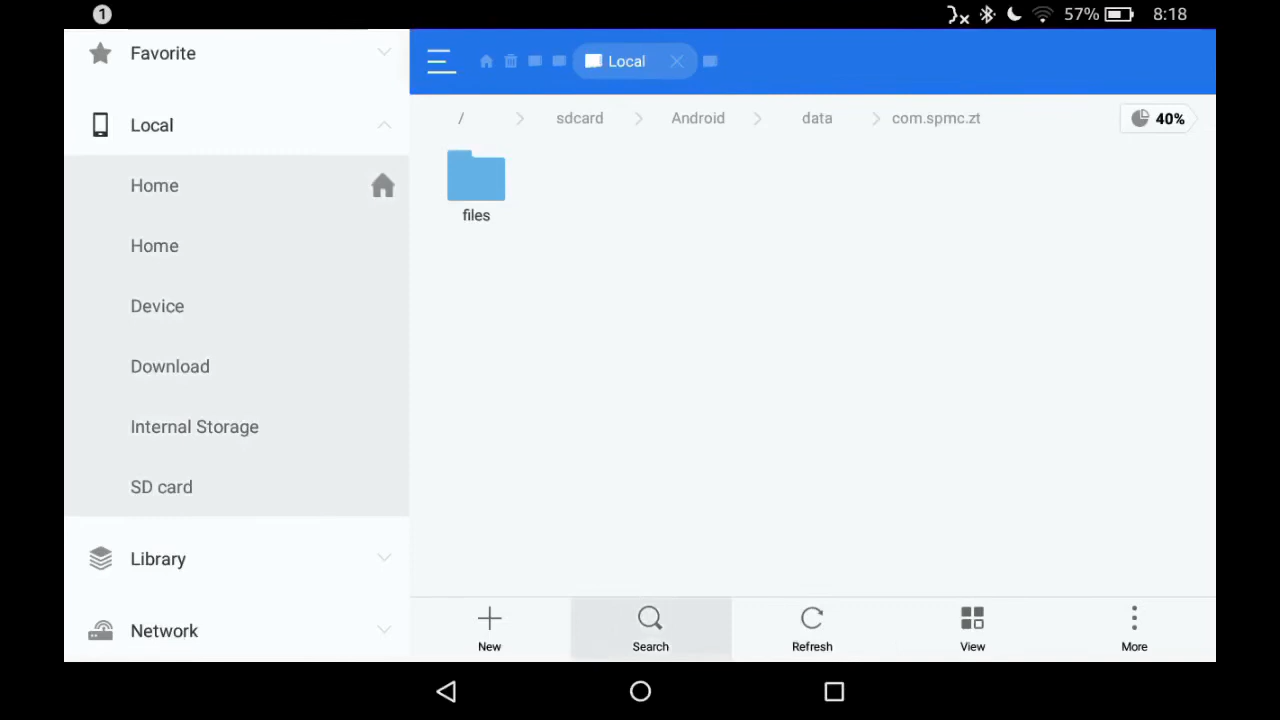 1
57%
8:18
Favorite
Local
Home
Home
Device
Download
Internal Storage
SD card
Library
Network
Local
/ sdcard Android data com.spmc.zt
40%
files
New
Search
Refresh
View
More